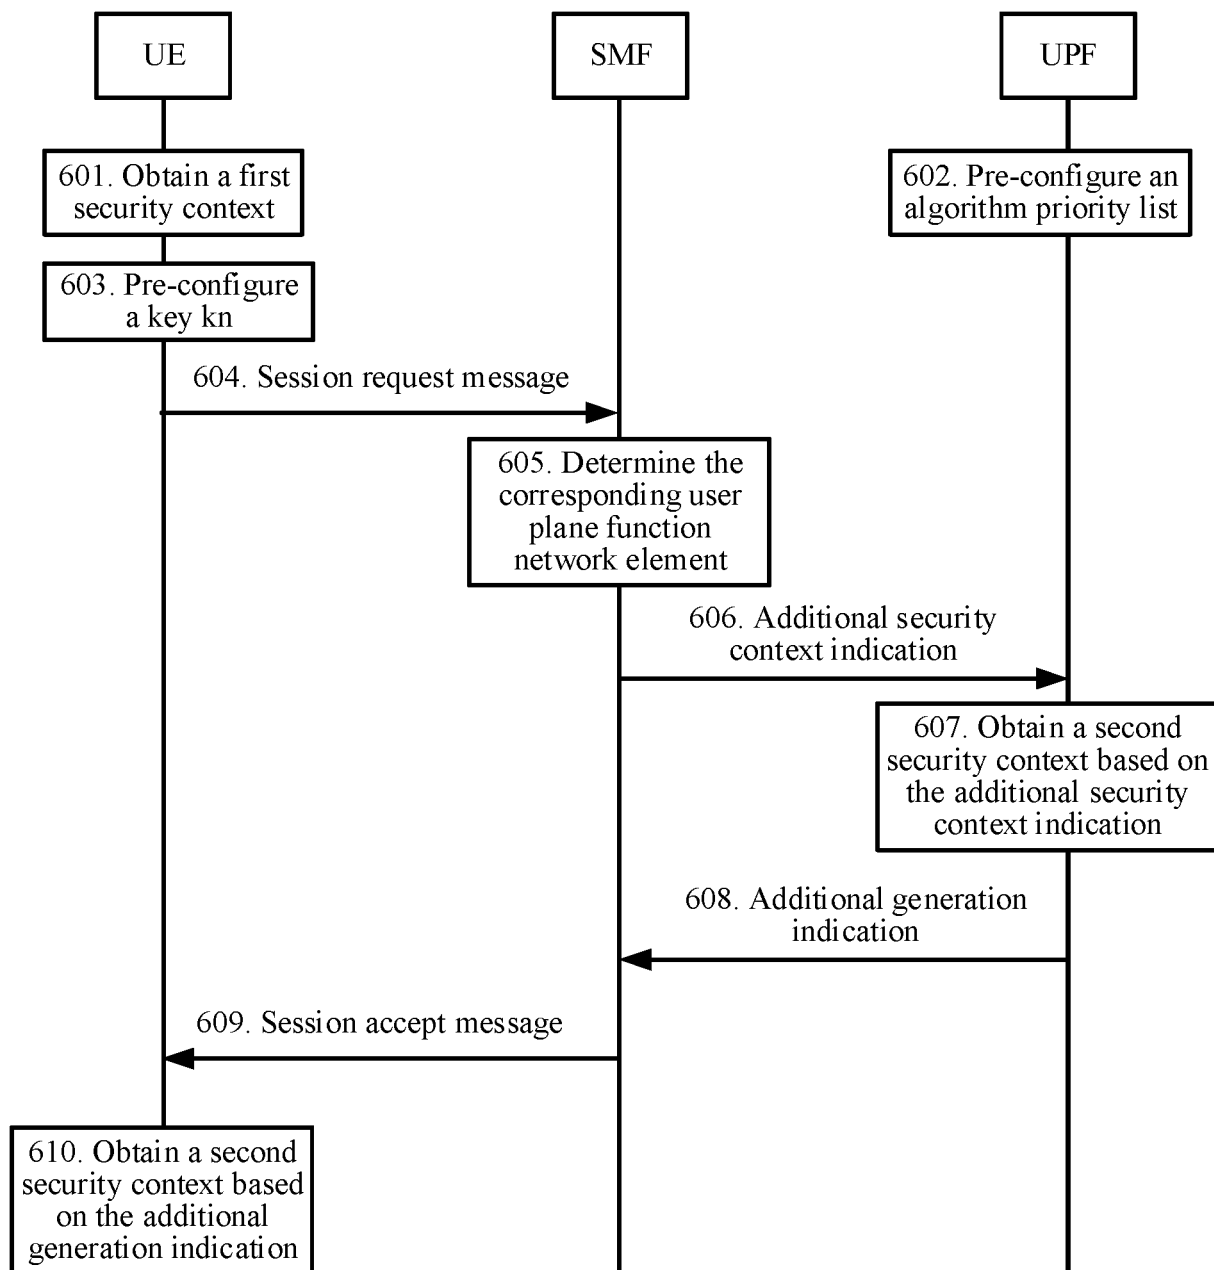 UE
SMF
UPF
601. Obtain a first
security context
602. Pre-configure an
algorithm priority list
603. Pre-configure
a key kn
604. Session request message
605. Determine the
corresponding user
plane function
network element
606. Additional security
context indication
607. Obtain a second
security context based on
the additional security
context indication
608. Additional generation
indication
609. Session accept message
610. Obtain a second
security context based
on the additional
generation indication